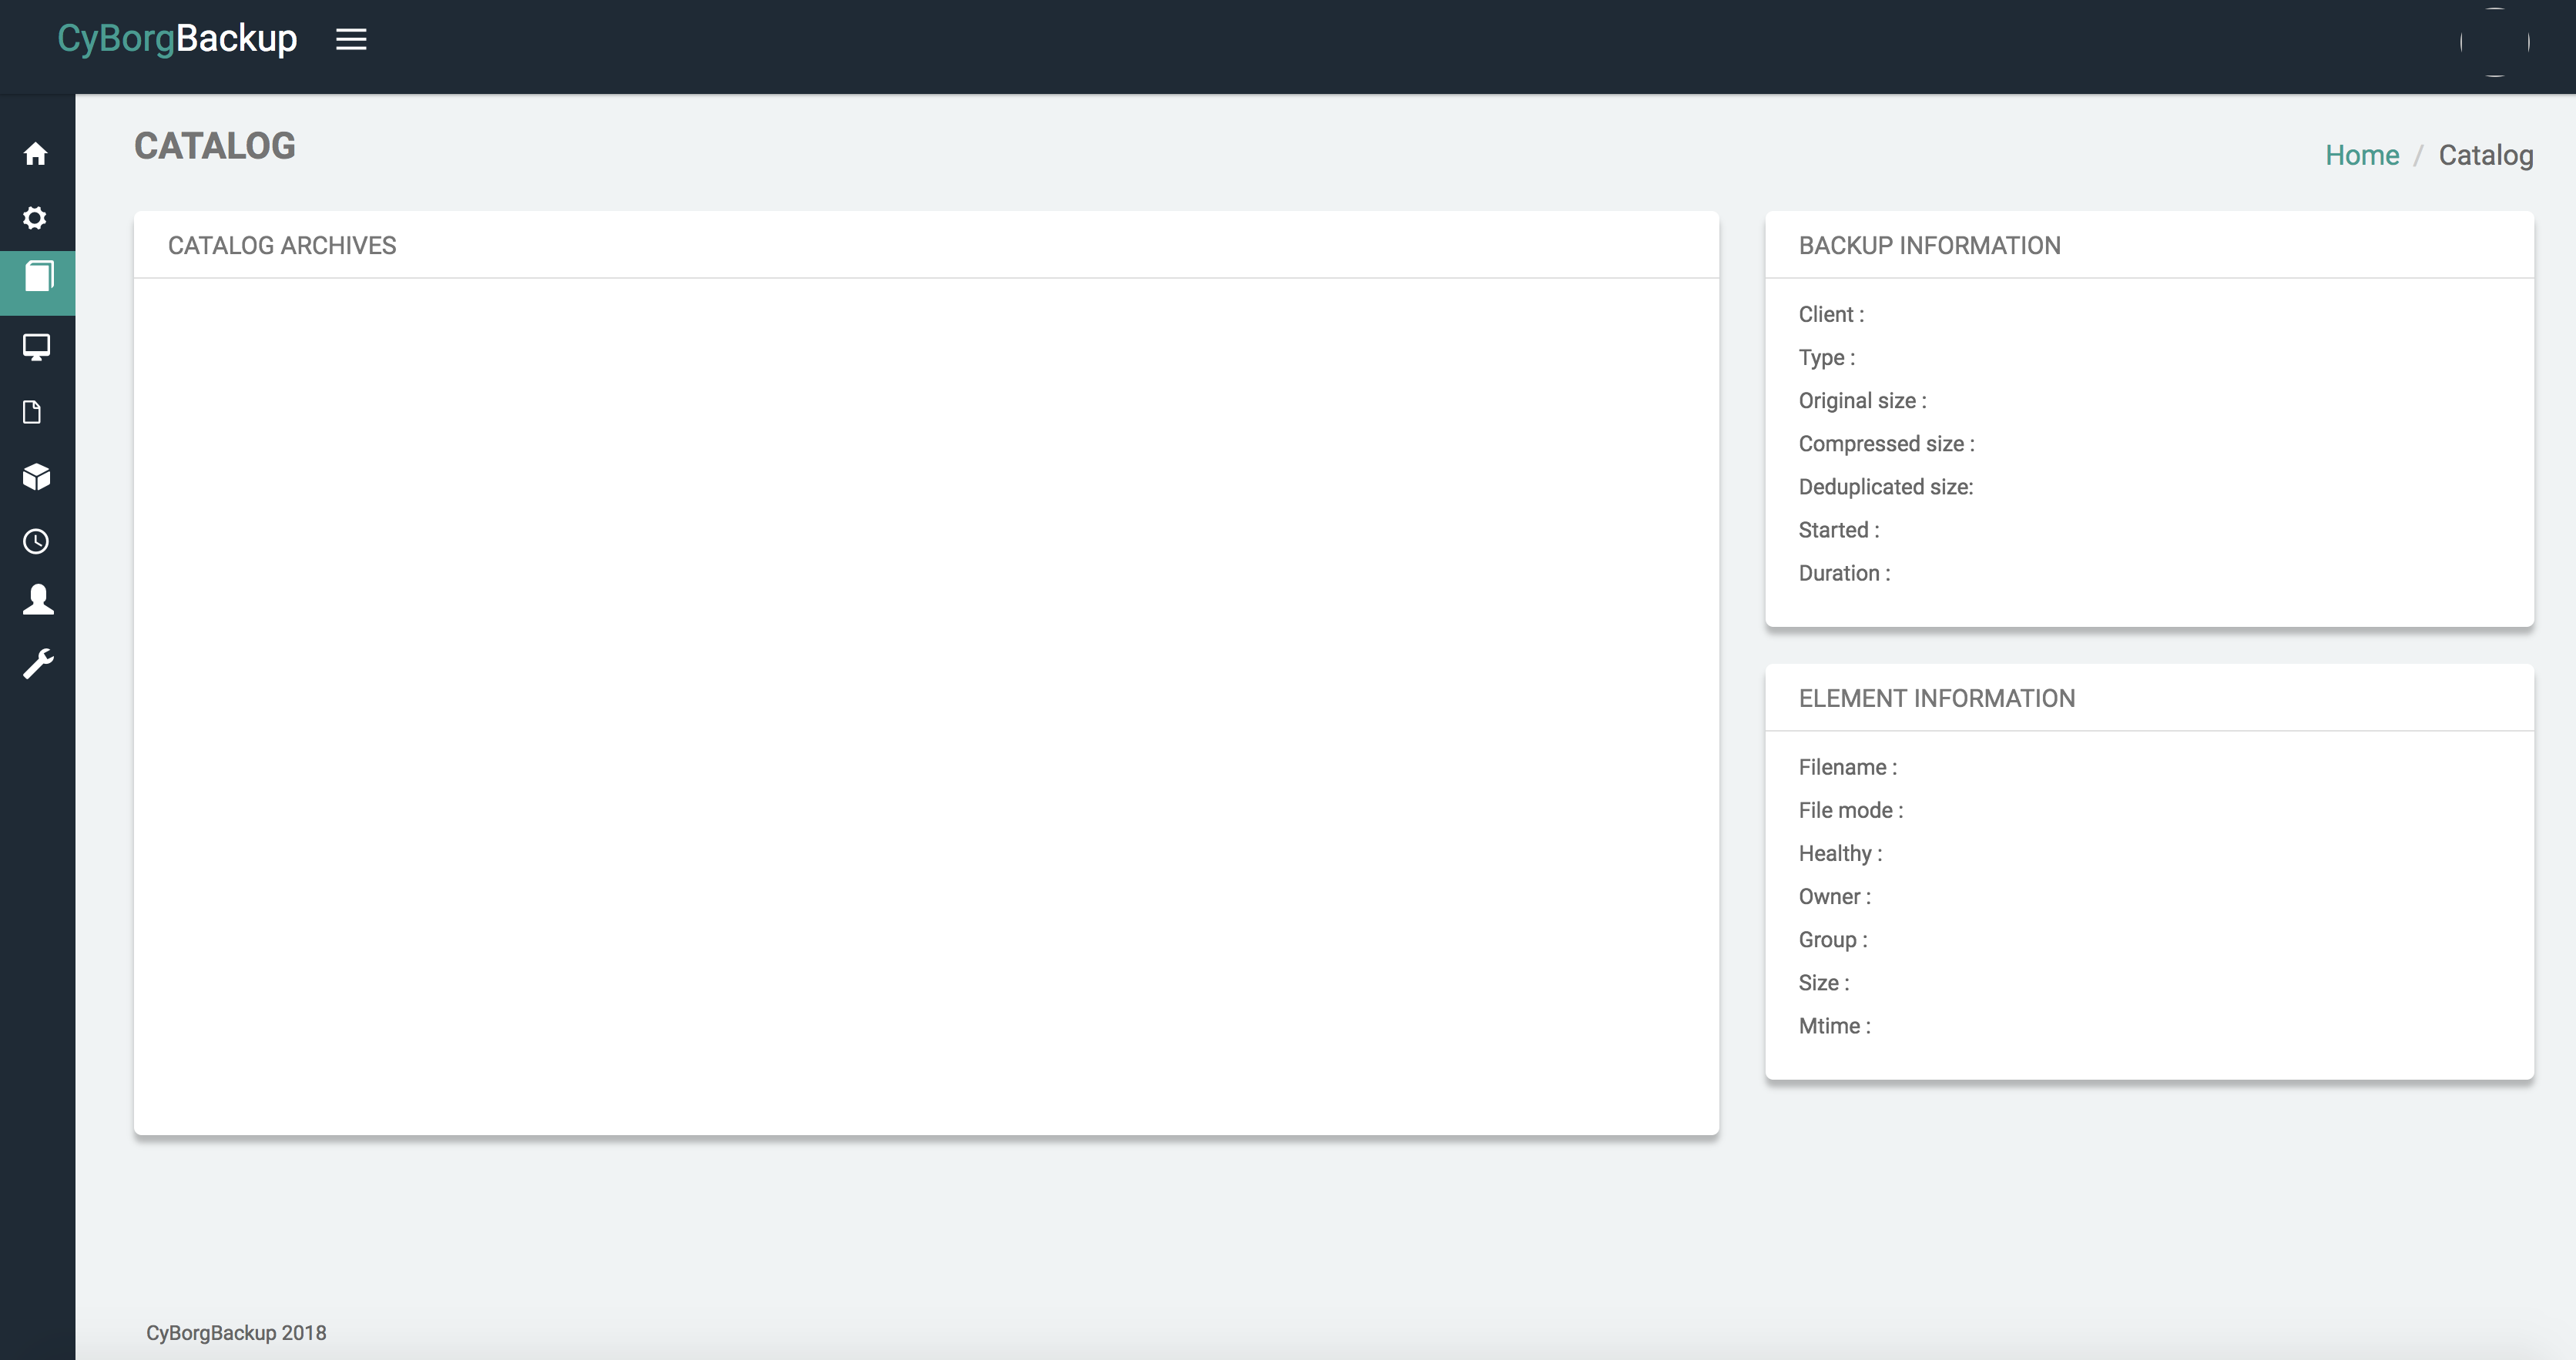 CyBorgBackup
CATALOG
Home / Catalog
CATALOG ARCHIVES
BACKUP INFORMATION
Client :
Type :
Original size :
Compressed size :
Deduplicated size:
Started :
Duration :
ELEMENT INFORMATION
Filename :
File mode :
Healthy :
Owner :
Group :
Size :
Mtime :
CyBorgBackup 2018